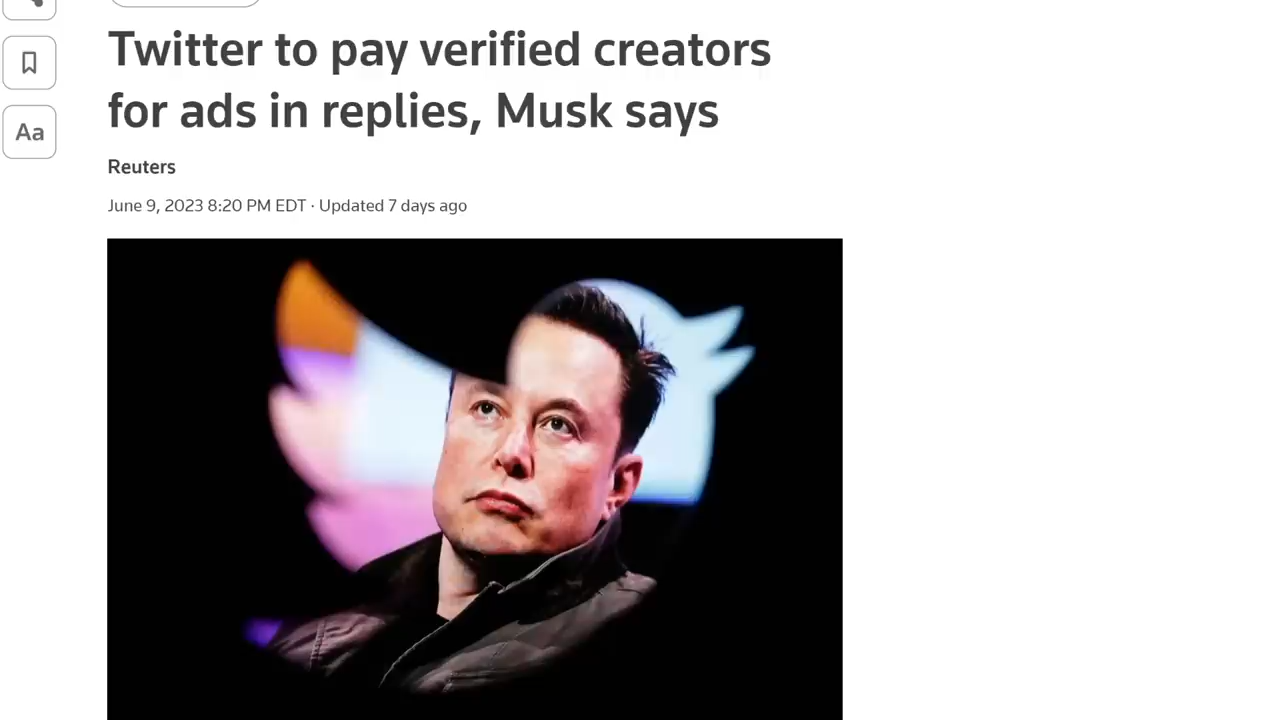 Twitter to pay verified creators
for ads in replies, Musk says
Reuters
June 9, 2023 8:20 PM EDT · Updated 7 days ago
Aa